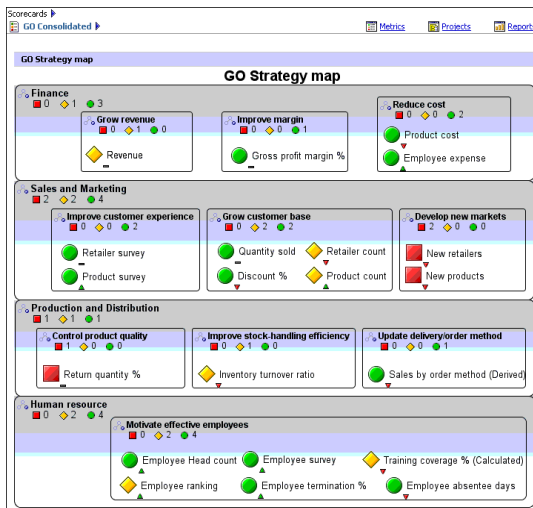 Scorecards
GO Consolidated
Metrics Projects Report
GO Strategy map
GO Strategy map
Finance
0 1 3
Grow revenue
0 1 0
Revenue
Improve margin
0 0 1
Gross profit margin %
Reduce cost
0 0 2
Product cost
Employee expense
Sales and Marketing
2 2 4
Improve customer experience
0 0 2
Retailer survey
Product survey
Grow customer base
0 2 2
Quantity sold Retailer count
Discount % Product count
Develop new markets
2 0 0
New retailers
New products
Production and Distribution
1 1 1
Control product quality
1 0 0
Return quantity %
Improve stock-handling efficiency
0 1 0
Inventory turnover ratio
Update delivery/order method
0 0 1
Sales by order method (Derived)
Human resource
0 2 4
Motivate effective employees
0 2 4
Employee Head count Employee survey Training coverage % (Calculated)
Employee ranking Employee termination % Employee absentee days